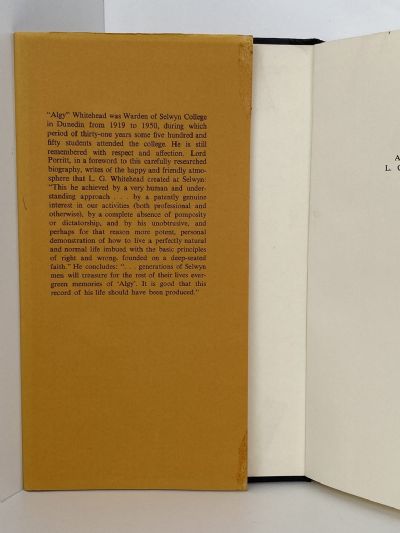 "Algy" Whitehead was Warden of Selwyn College
in Dunedin from 1919 to 1950, during which
period of thirty-one years some five hundred and
fifty students attended the college. He is still
remembered with respect and affection. Lord
Porritt, in a foreword to this carefully researched
biography, writes of the happy and friendly atmo-
sphere that L. G. Whitehead created at Selwyn:
"This he achieved by a very human and under-
standing approach . . . by a patently genuine
interest in our activities (both professional and
otherwise), by a complete absence of pomposity
or dictatorship, and by his unobtrusive, and
perhaps for that reason more potent, personal
demonstration of how to live a perfectly natural
and normal life imbued with the basic principles
of right and wrong, founded on a deep-seated
faith." He concludes: ". . . generations of Selwyn
men will treasure for the rest of their lives ever-
green memories of 'Algy'. It is good that this
record of his life should have been produced."
A
L. G